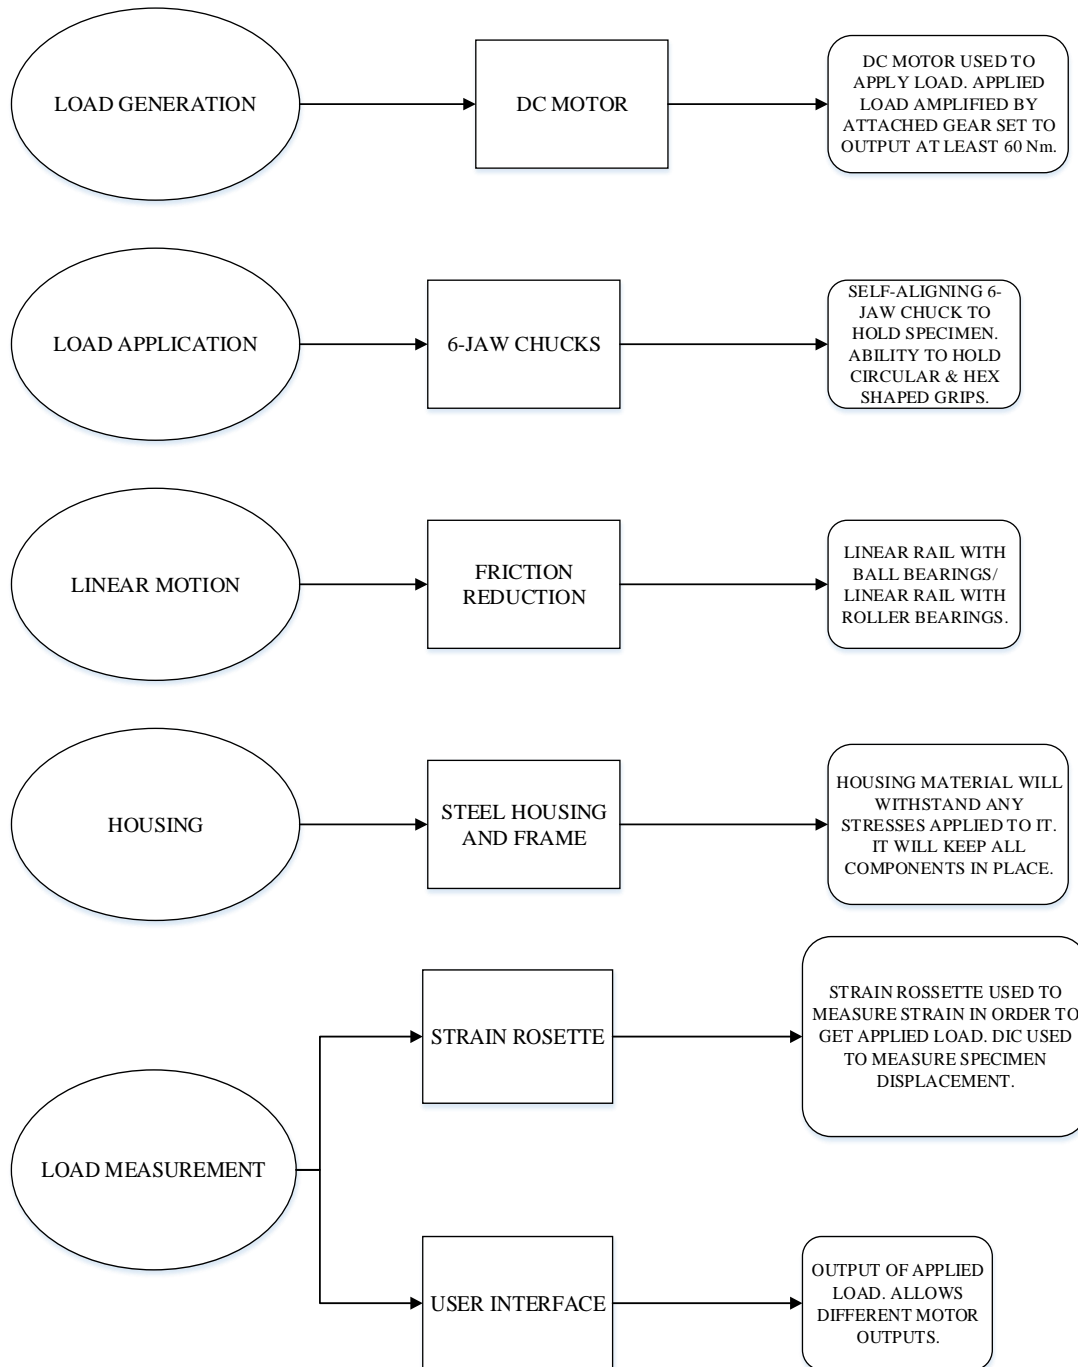 LOAD GENERATION
DC MOTOR
DC MOTOR USED TO
APPLY LOAD. APPLIED
LOAD AMPLIFIED BY
ATTACHED GEAR SET TO
OUTPUT AT LEAST 60 Nm.
LOAD APPLICATION
6-JAW CHUCKS
SELF-ALIGNING 6-
JAW CHUCK TO
HOLD SPECIMEN.
ABILITY TO HOLD
CIRCULAR & HEX
SHAPED GRIPS.
LINEAR MOTION
FRICTION
REDUCTION
LINEAR RAIL WITH
BALL BEARINGS/
LINEAR RAIL WITH
ROLLER BEARINGS.
HOUSING
STEEL HOUSING
AND FRAME
HOUSING MATERIAL WILL
WITHSTAND ANY
STRESSES APPLIED TO IT.
IT WILL KEEP ALL
COMPONENTS IN PLACE.
LOAD MEASUREMENT
STRAIN ROSETTE
STRAIN ROSSETTE USED TO
MEASURE STRAIN IN ORDER TO
GET APPLIED LOAD. DIC USED
TO MEASURE SPECIMEN
DISPLACEMENT.
USER INTERFACE
OUTPUT OF APPLIED
LOAD. ALLOWS
DIFFERENT MOTOR
OUTPUTS.